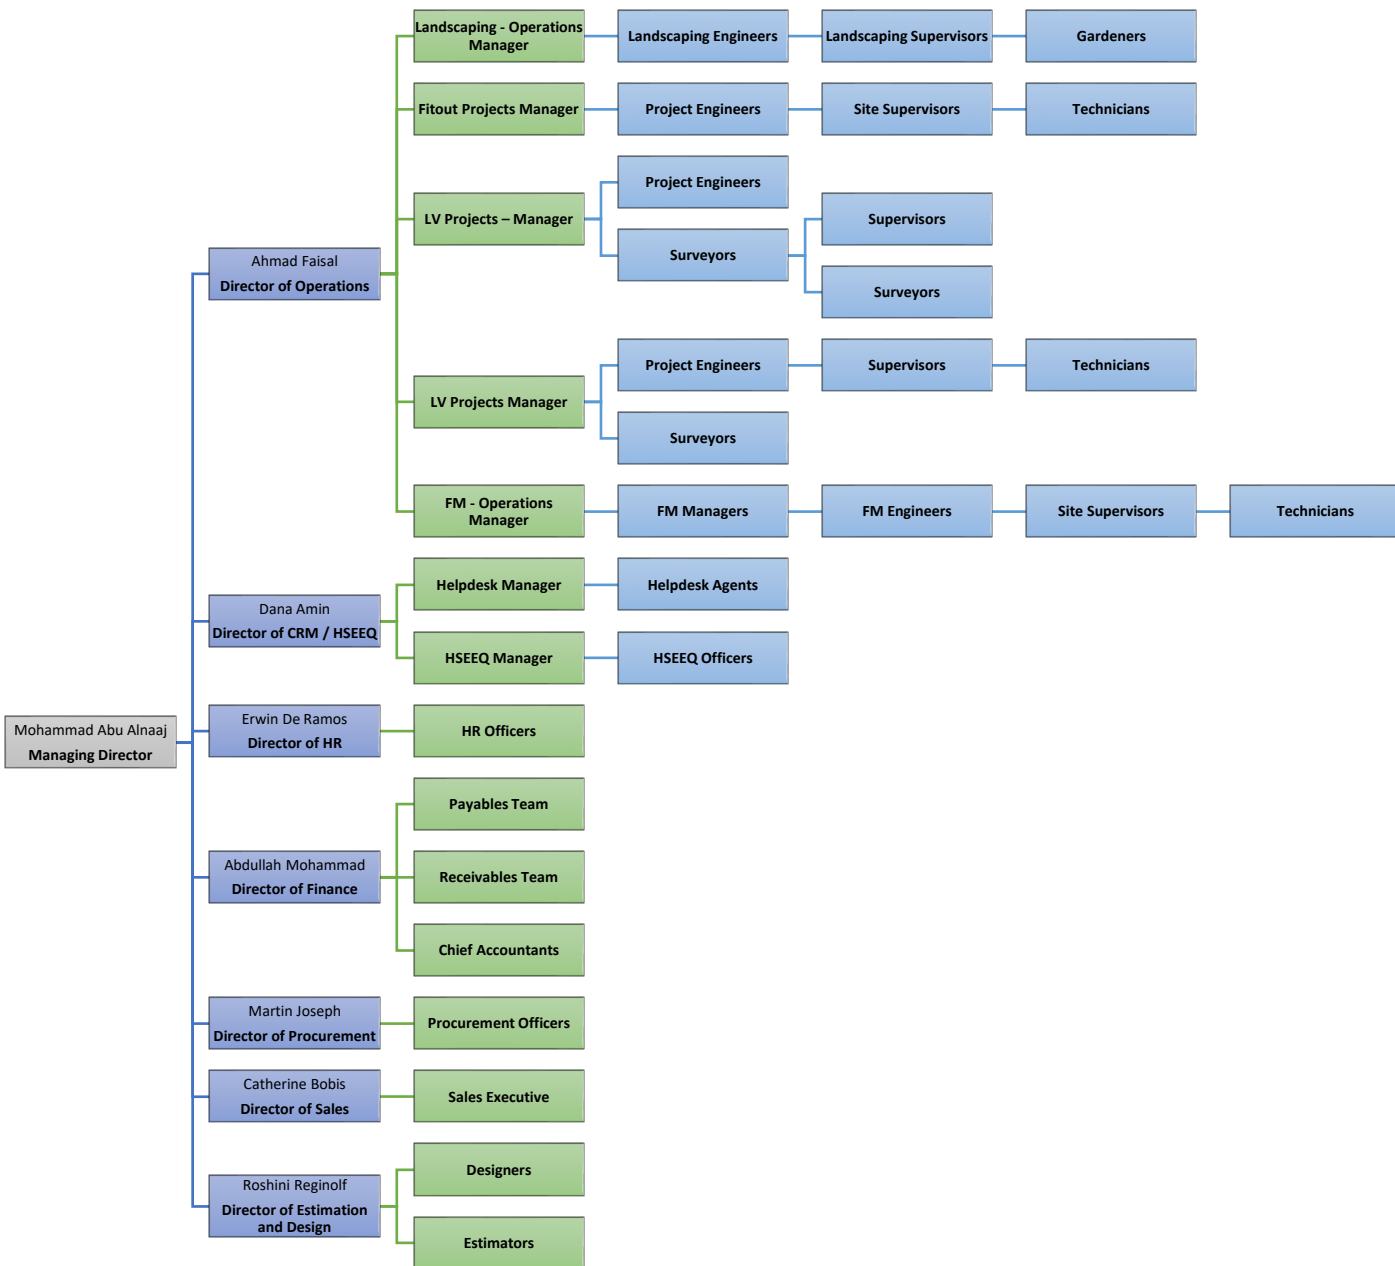 Landscaping - Operations
Manager
Landscaping Engineers
Landscaping Supervisors
Gardeners
Fitout Projects Manager
Project Engineers
Site Supervisors
Technicians
Project Engineers
LV Projects – Manager
Supervisors
Surveyors
Ahmad Faisal
Director of Operations
Surveyors
Project Engineers
Supervisors
Technicians
LV Projects Manager
Surveyors
FM - Operations
Manager
FM Managers
FM Engineers
Site Supervisors
Technicians
Helpdesk Manager
Helpdesk Agents
Dana Amin
Director of CRM / HSEEQ
HSEEQ Manager
HSEEQ Officers
Erwin De Ramos
Director of HR
HR Officers
Mohammad Abu Alnaaj
Managing Director
Payables Team
Abdullah Mohammad
Director of Finance
Receivables Team
Chief Accountants
Martin Joseph
Director of Procurement
Procurement Officers
Catherine Bobis
Director of Sales
Sales Executive
Designers
Roshini Reginolf
Director of Estimation
and Design
Estimators